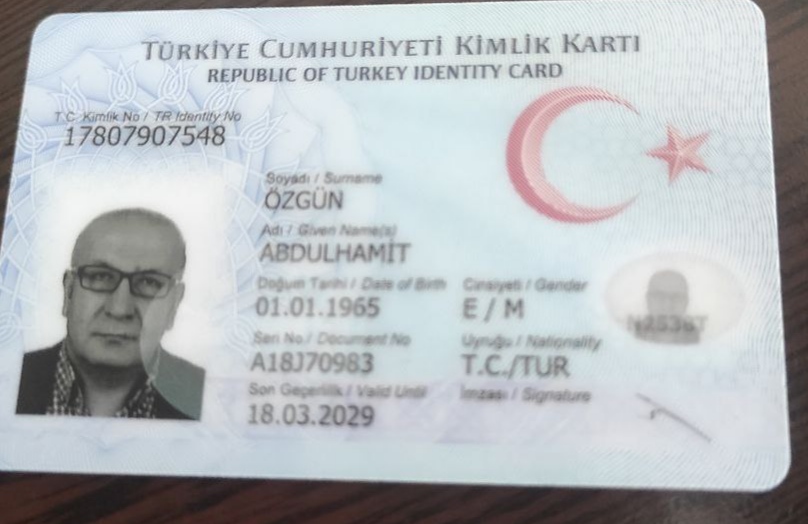 TÜRKİYE CUMHURİYETİ KİMLİK KARTI
REPUBLIC OF TURKEY IDENTITY CARD
T.C. Kimlik No / TR Identity No
17807907548
Soyadı / Surname
ÖZGÜN
Adı / Given Name(s)
ABDULHAMİT
Doğum Tarihi / Date of Birth
01.01.1965
Cinsiyeti / Gender
E / M
Seri No / Document No
A18J70983
Uyruğu / Nationality
T.C./TUR
Son Geçerlilik / Valid Until
18.03.2029
İmzası / Signature